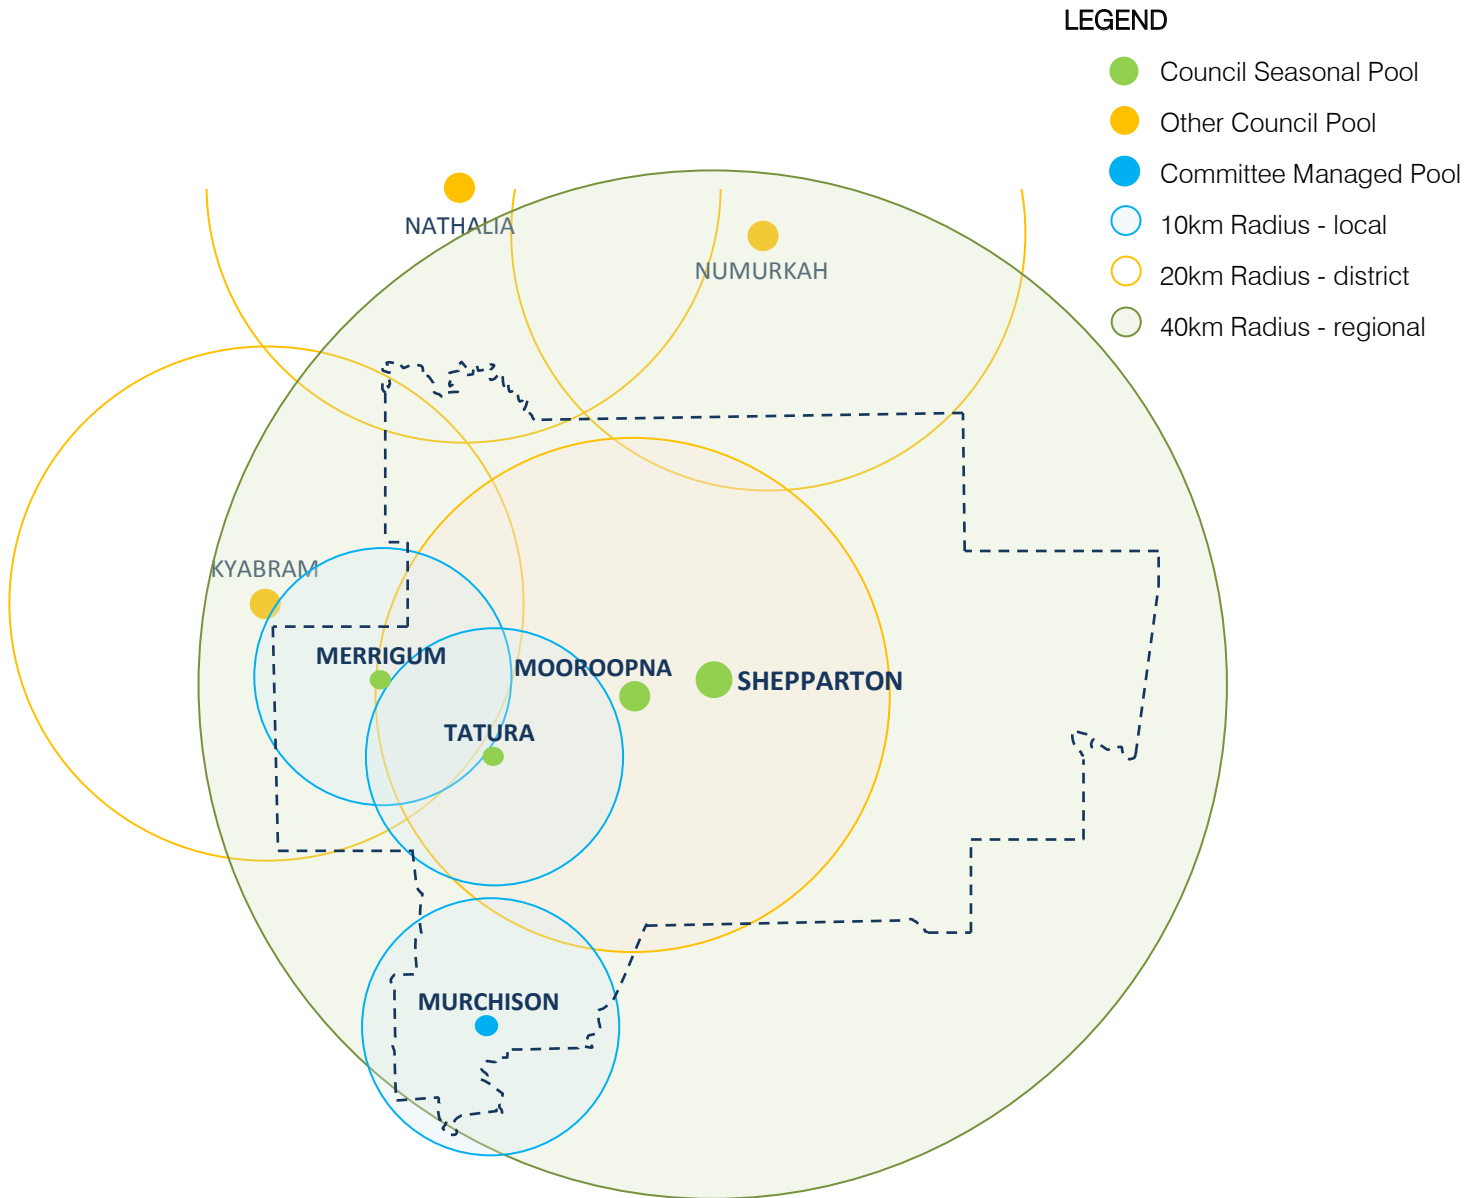 LEGEND
Council Seasonal Pool
Other Council Pool
Committee Managed Pool
10km Radius - local
20km Radius - district
40km Radius - regional
NATHALIA
NUMURKAH
KYABRAM
MERRIGUM
MOOROOPNA
SHEPPARTON
TATURA
MURCHISON